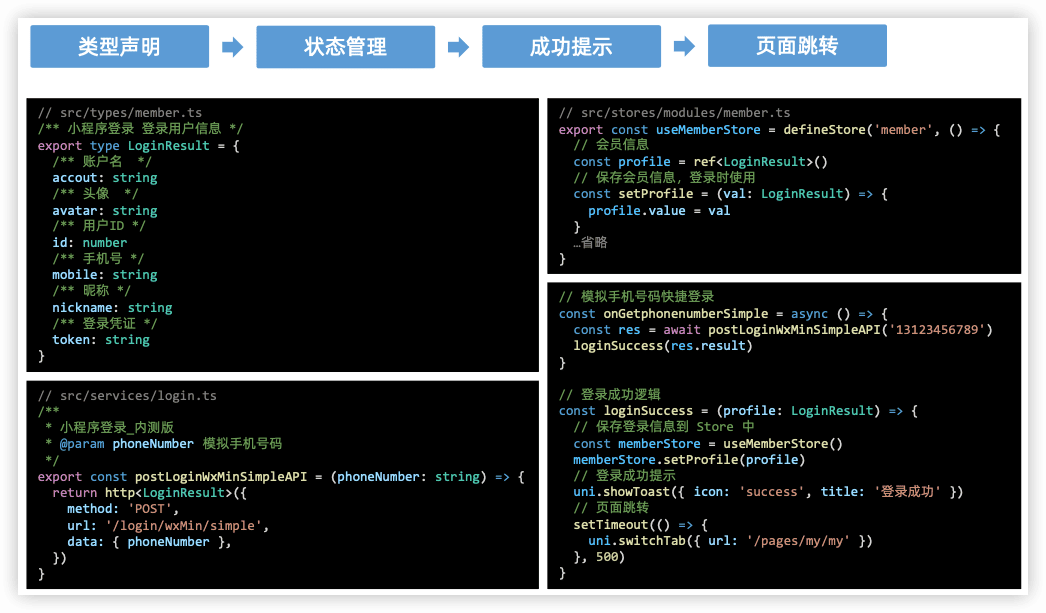 类型声明
状态管理
成功提示
页面跳转
// src/types/member.ts
/** 小程序登录 登录用户信息 */
export type LoginResult = {
  /** 账户名  */
  accout: string
  /** 头像  */
  avatar: string
  /** 用户ID */
  id: number
  /** 手机号 */
  mobile: string
  /** 昵称 */
  nickname: string
  /** 登录凭证 */
  token: string
}
// src/services/login.ts
/**
 * 小程序登录_内测版
 * @param phoneNumber 模拟手机号码
 */
export const postLoginWxMinSimpleAPI = (phoneNumber: string) => {
  return http<LoginResult>({
    method: 'POST',
    url: '/login/wxMin/simple',
    data: { phoneNumber },
  })
}
// src/stores/modules/member.ts
export const useMemberStore = defineStore('member', () => {
  // 会员信息
  const profile = ref<LoginResult>()
  // 保存会员信息，登录时使用
  const setProfile = (val: LoginResult) => {
    profile.value = val
  }
  …省略
}
// 模拟手机号码快捷登录
const onGetphonenumberSimple = async () => {
  const res = await postLoginWxMinSimpleAPI('13123456789')
  loginSuccess(res.result)
}
// 登录成功逻辑
const loginSuccess = (profile: LoginResult) => {
  // 保存登录信息到 Store 中
  const memberStore = useMemberStore()
  memberStore.setProfile(profile)
  // 登录成功提示
  uni.showToast({ icon: 'success', title: '登录成功' })
  // 页面跳转
  setTimeout(() => {
    uni.switchTab({ url: '/pages/my/my' })
  }, 500)
}